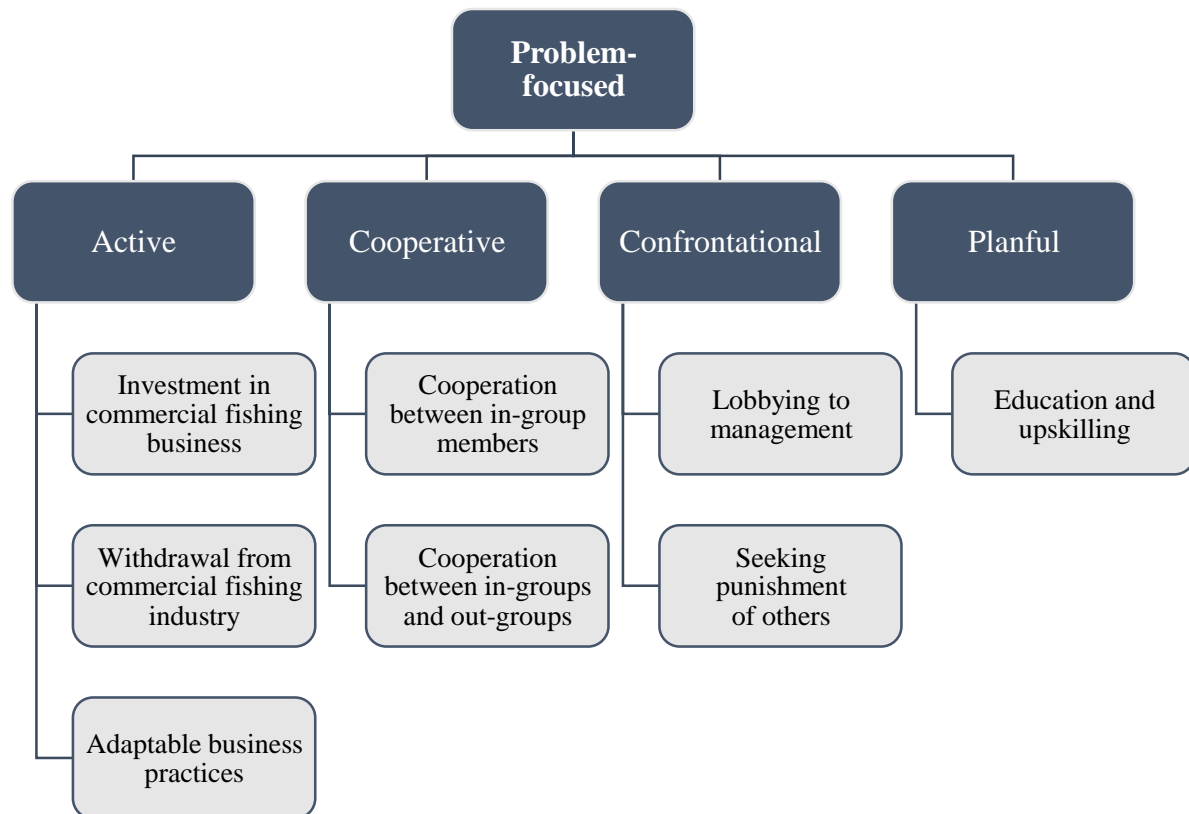 Problem-
focused
Active
Cooperative
Confrontational
Planful
Investment in
commercial fishing
business
Withdrawal from
commercial fishing
industry
Adaptable business
practices
Cooperation
between in-group
members
Cooperation
between in-groups
and out-groups
Lobbying to
management
Seeking
punishment
of others
Education and
upskilling